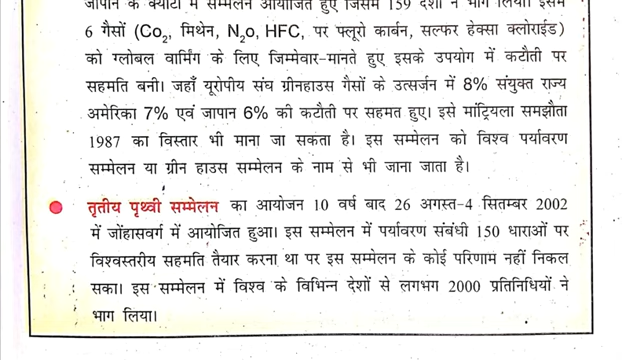 जापान के क्योटो में सम्मेलन आयोजित हुए जिसमें 159 देशों ने भाग लिया। इसमें
6 गैसों (Co₂, मिथेन, N₂o, HFC, पर फ्लूरो कार्बन, सल्फर हेक्सा क्लोराईड)
को ग्लोबल वार्मिंग के लिए जिम्मेवार-मानते हुए इसके उपयोग में कटौती पर
सहमति बनी। जहाँ यूरोपीय संघ ग्रीनहाउस गैसों के उत्सर्जन में 8% संयुक्त राज्य
अमेरिका 7% एवं जापान 6% की कटौती पर सहमत हुए। इसे मांट्रियला समझौता
1987 का विस्तार भी माना जा सकता है। इस सम्मेलन को विश्व पर्यावरण
सम्मेलन या ग्रीन हाउस सम्मेलन के नाम से भी जाना जाता है।
तृतीय पृथ्वी सम्मेलन का आयोजन 10 वर्ष बाद 26 अगस्त-4 सितम्बर 2002
में जोंहासवर्ग में आयोजित हुआ। इस सम्मेलन में पर्यावरण संबंधी 150 धाराओं पर
विश्वस्तरीय सहमति तैयार करना था पर इस सम्मेलन के कोई परिणाम नहीं निकल
सका। इस सम्मेलन में विश्व के विभिन्न देशों से लगभग 2000 प्रतिनिधियों ने
भाग लिया।